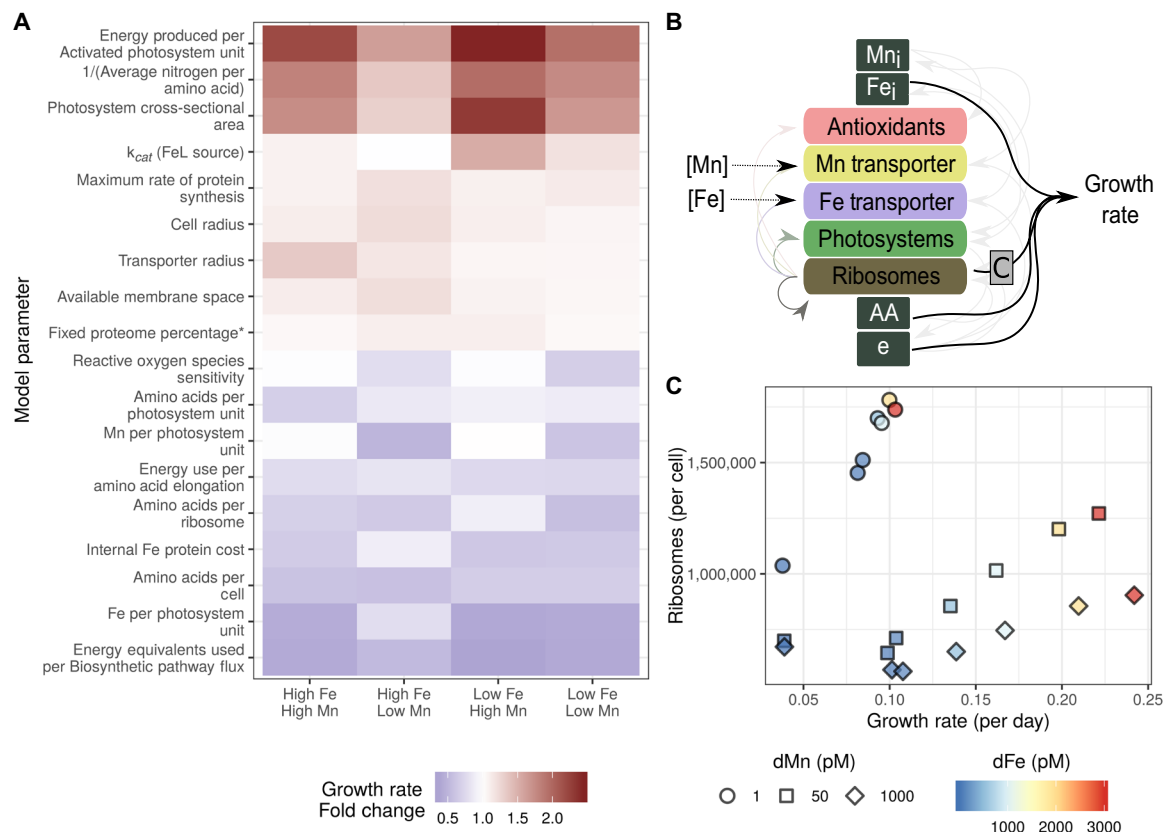 A
Model parameter
Energy produced per
Activated photosystem unit
1/(Average nitrogen per
amino acid)
Photosystem cross-sectional
area
kcat (FeL source)
Maximum rate of protein
synthesis
Cell radius
Transporter radius
Available membrane space
Fixed proteome percentage*
Reactive oxygen species
sensitivity
Amino acids per
photosystem unit
Mn per photosystem
unit
Energy use per
amino acid elongation
Amino acids per
ribosome
Internal Fe protein cost
Amino acids per
cell
Fe per photosystem
unit
Energy equivalents used
per Biosynthetic pathway flux
High Fe
High Mn
High Fe
Low Mn
Low Fe
High Mn
Low Fe
Low Mn
Growth rate
Fold change
0.5 1.0 2.0
B
Mni
Fei
Antioxidants
[Mn]
Mn transporter
[Fe]
Fe transporter
Photosystems
Ribosomes
C
AA
e
Growth
rate
C
Ribosomes (per cell)
1,500,000
1,000,000
0.05 0.10 0.15 0.20 0.25
Growth rate (per day)
dMn (pM)
1 50 1000
dFe (pM)
1000 2000 3000